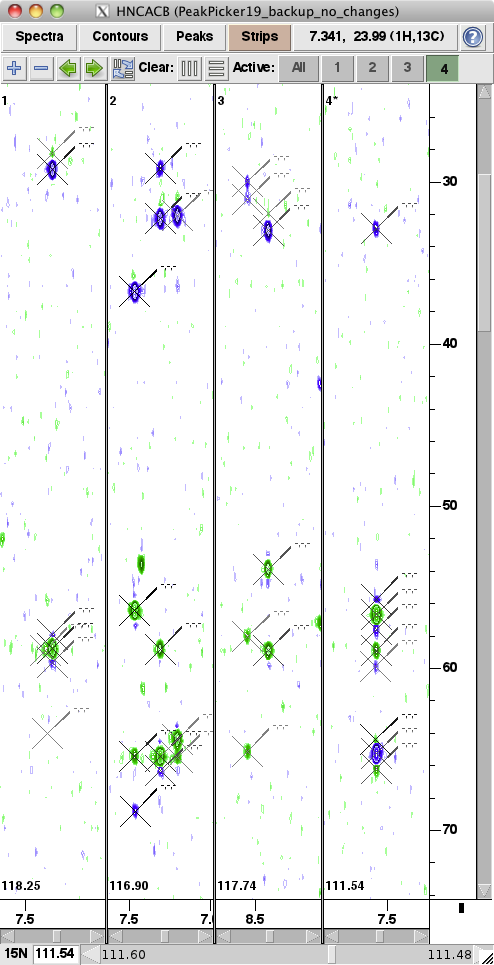 HNCACB (PeakPicker19_backup_no_changes)
Spectra Contours Peaks Strips 7.341, 23.99 (1H,13C) ?
Clear: Active: All 1 2 3 4
1 2 3 4*
30
40
50
60
70
118.25 116.90 117.74 111.54
7.5 7.5 7.0 8.5 7.5
15N 111.54 111.60 111.48